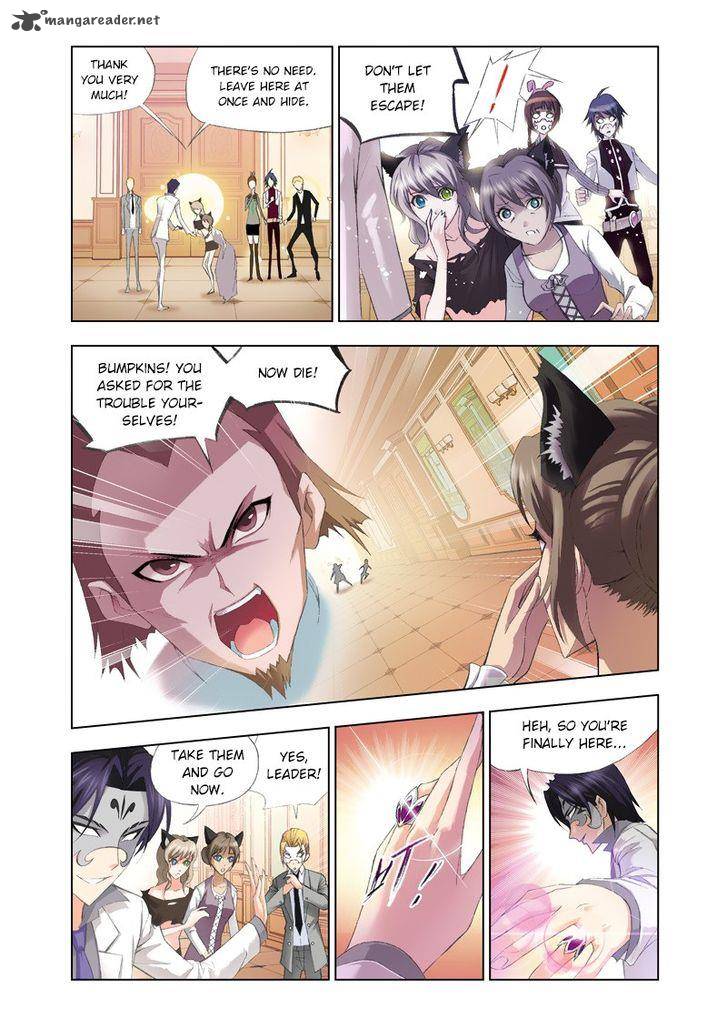 mangareader.net
THANK
YOU VERY
MUCH!
THERE'S NO NEED.
LEAVE HERE AT
ONCE AND HIDE.
DON'T LET
THEM
ESCAPE!
!
BUMPKINS! YOU
ASKED FOR THE
TROUBLE YOUR-
SELVES!
NOW DIE!
TAKE THEM
AND GO
NOW.
YES,
LEADER!
HEH, SO YOU'RE
FINALLY HERE...